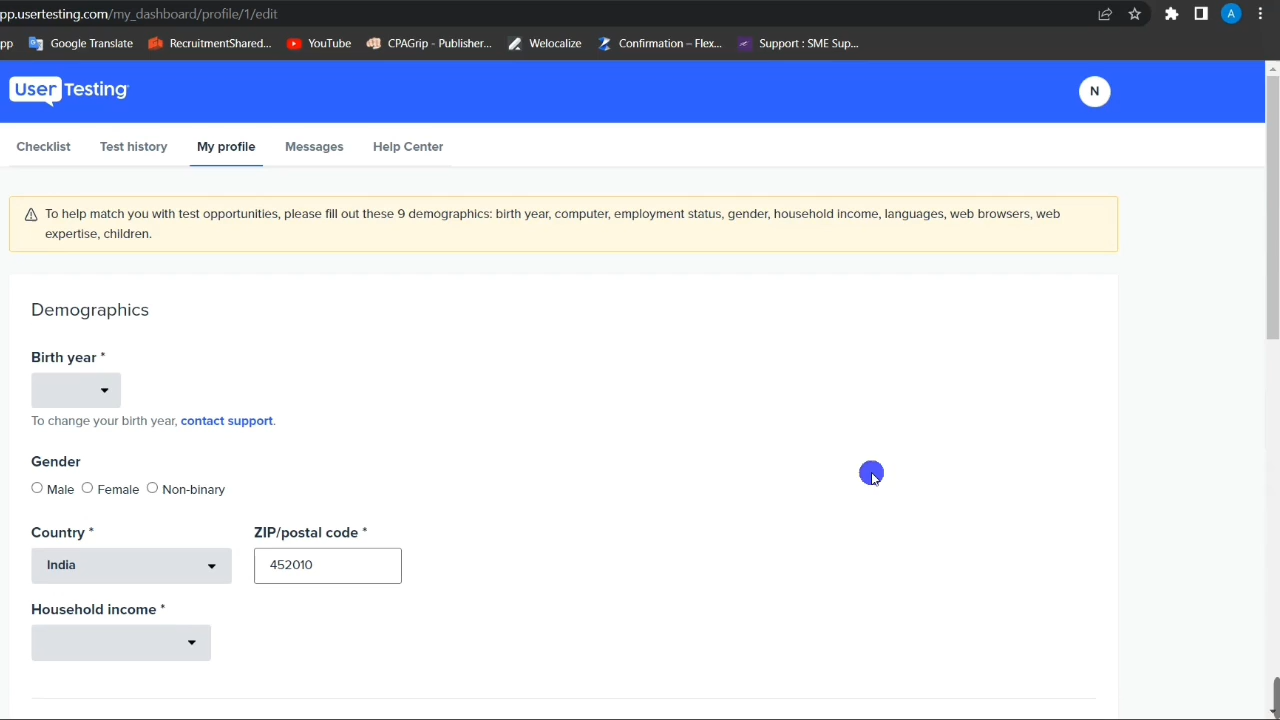 pp.usertesting.com/my_dashboard/profile/1/edit
A
pp Google Translate RecruitmentShared... YouTube CPAGrip - Publisher... Welocalize Confirmation – Flex... Support : SME Sup...
UserTesting
N
Checklist Test history My profile Messages Help Center
To help match you with test opportunities, please fill out these 9 demographics: birth year, computer, employment status, gender, household income, languages, web browsers, web
expertise, children.
Demographics
Birth year *
To change your birth year, contact support.
Gender
Male Female Non-binary
Country * ZIP/postal code *
India 452010
Household income *